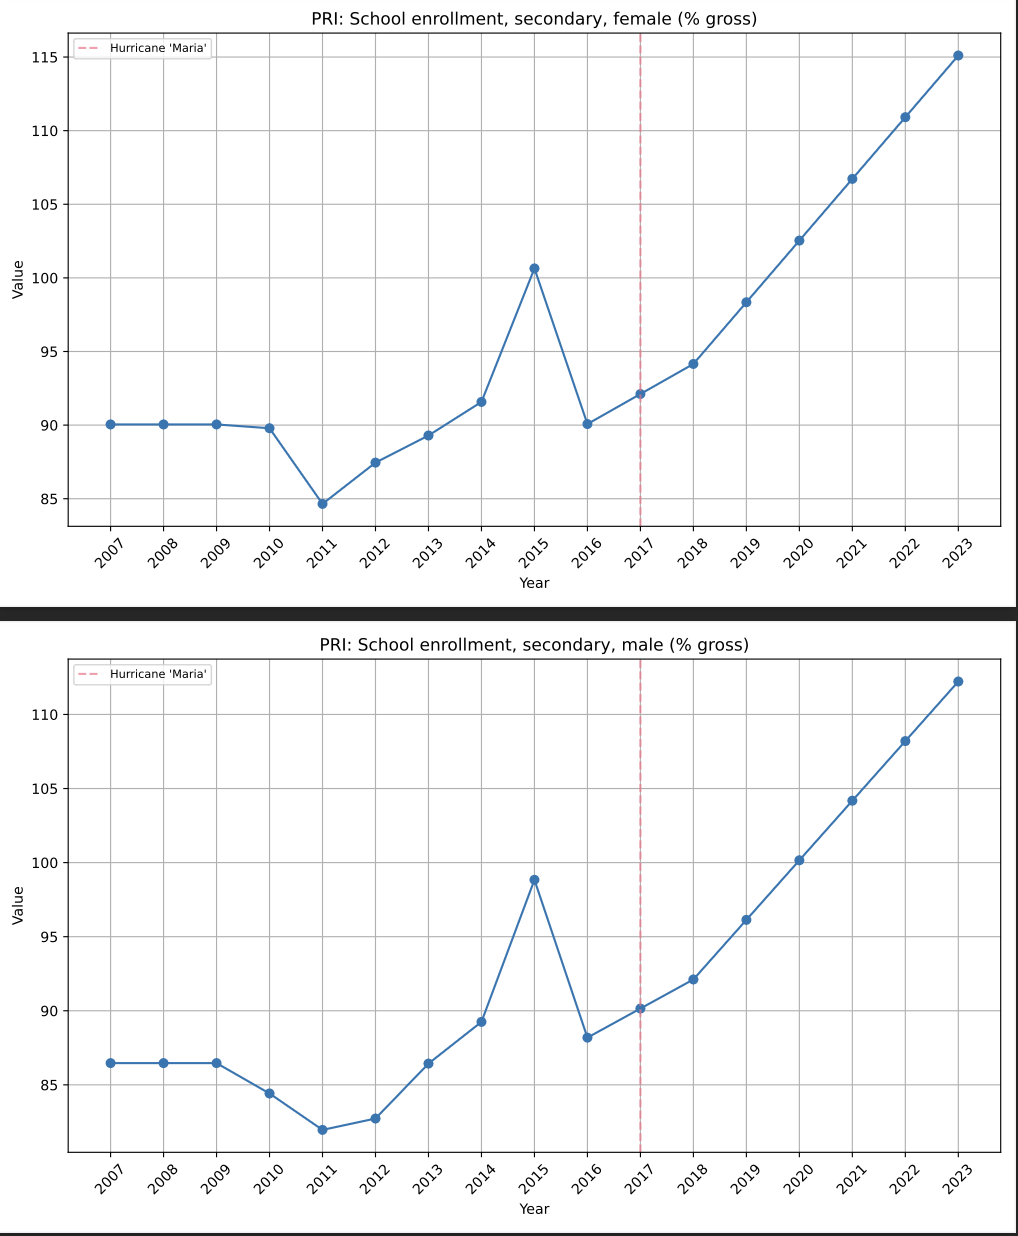 PRI: School enrollment, secondary, female (% gross)
Hurricane 'Maria'
115
110
105
100
95
90
85
Value
2007 2008 2009 2010 2011 2012 2013 2014 2015 2016 2017 2018 2019 2020 2021 2022 2023
Year
PRI: School enrollment, secondary, male (% gross)
Hurricane 'Maria'
110
105
100
95
90
85
Value
2007 2008 2009 2010 2011 2012 2013 2014 2015 2016 2017 2018 2019 2020 2021 2022 2023
Year